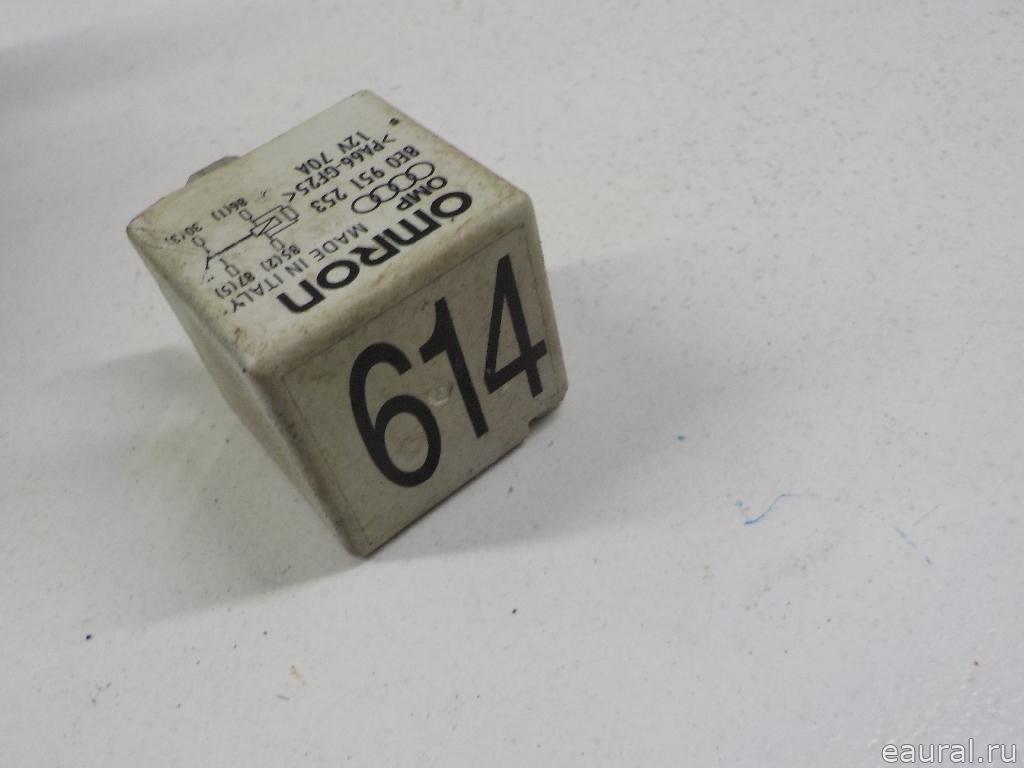 omron
OMP MADE IN ITALY
8E0 951 253
>PA66-GF25<
12V 70A
86(1) 85(2)
30(3) 87(5)
614
eaural.ru